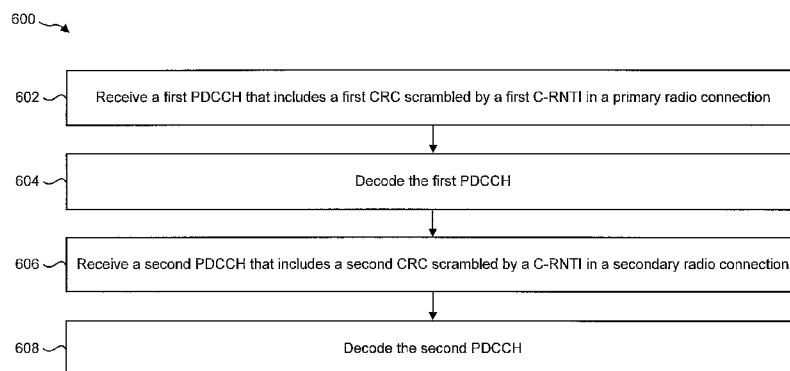 600
602
Receive a first PDCCH that includes a first CRC scrambled by a first C-RNTI in a primary radio connection
604
Decode the first PDCCH
606
Receive a second PDCCH that includes a second CRC scrambled by a C-RNTI in a secondary radio connection
608
Decode the second PDCCH